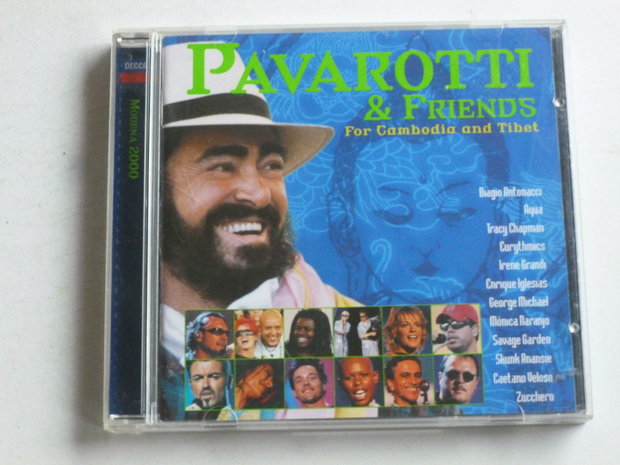 DECCA
MODENA 2000
PAVAROTTI
& FRIENDS
For Cambodia and Tibet
Biagio Antonacci
Aqua
Tracy Chapman
Eurythmics
Irene Grandi
Enrique Iglesias
George Michael
Mónica Naranjo
Savage Garden
Skunk Anansie
Caetano Veloso
Zucchero